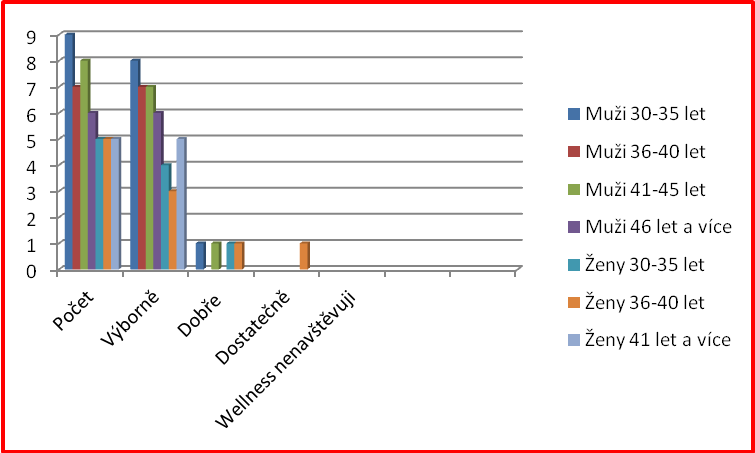 9
8
7
6
5
4
3
2
1
0
Počet
Výborně
Dobře
Dostatečně
Wellness nenavštěvuji
Muži 30-35 let
Muži 36-40 let
Muži 41-45 let
Muži 46 let a více
Ženy 30-35 let
Ženy 36-40 let
Ženy 41 let a více